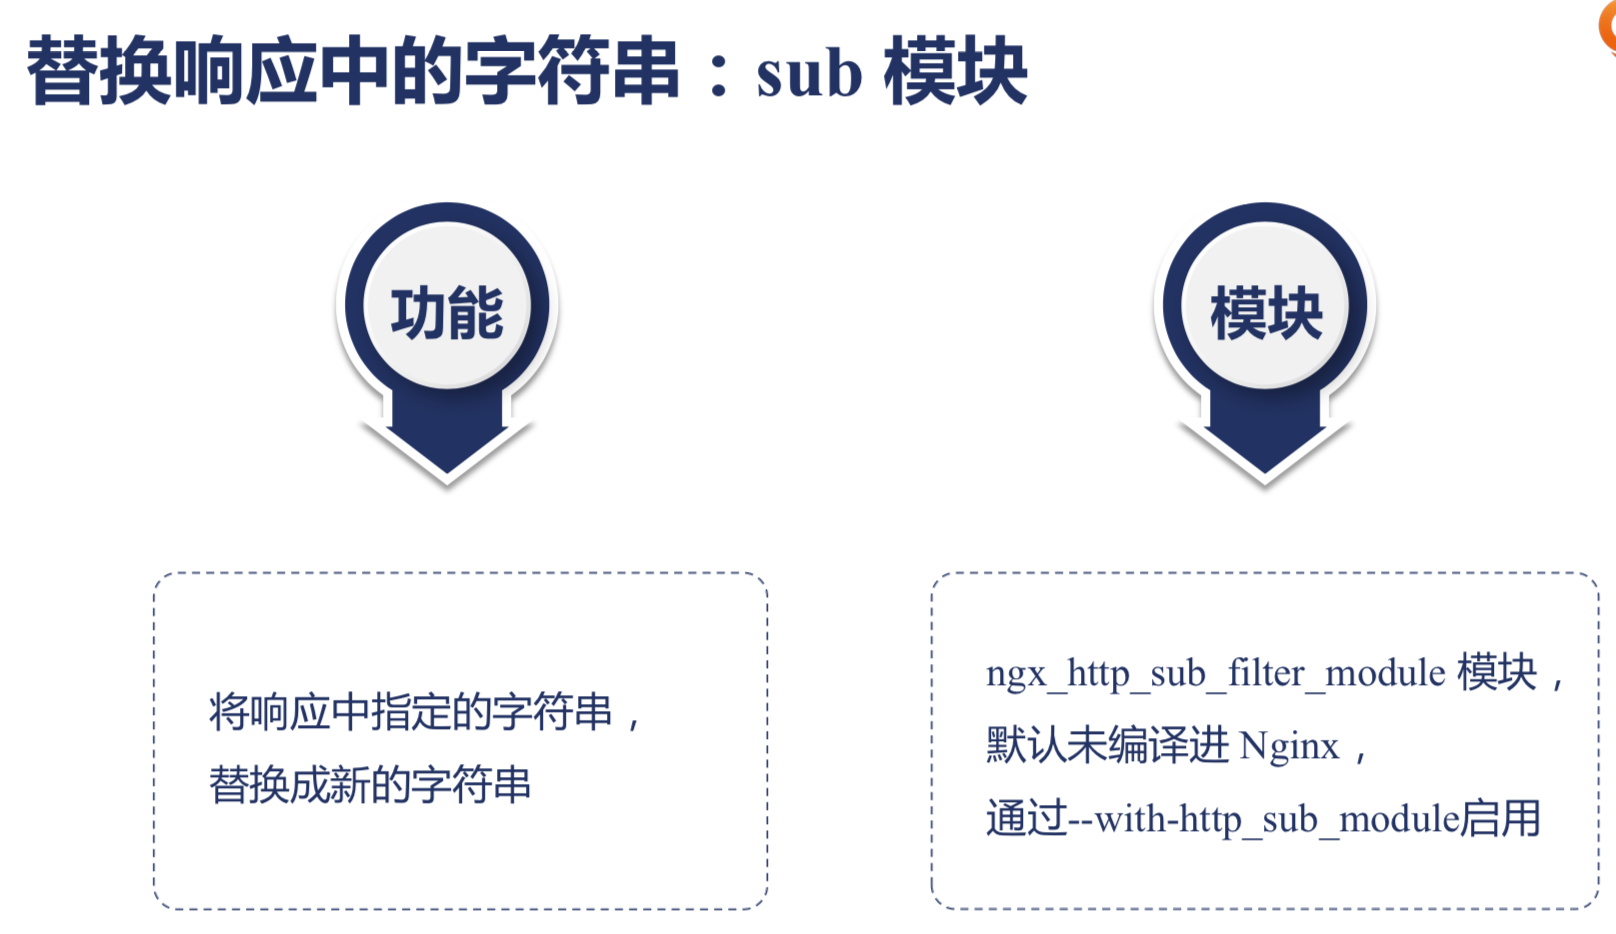 替换响应中的字符串：sub 模块
功能
模块
将响应中指定的字符串，
替换成新的字符串
ngx_http_sub_filter_module 模块，
默认未编译进 Nginx，
通过--with-http_sub_module启用